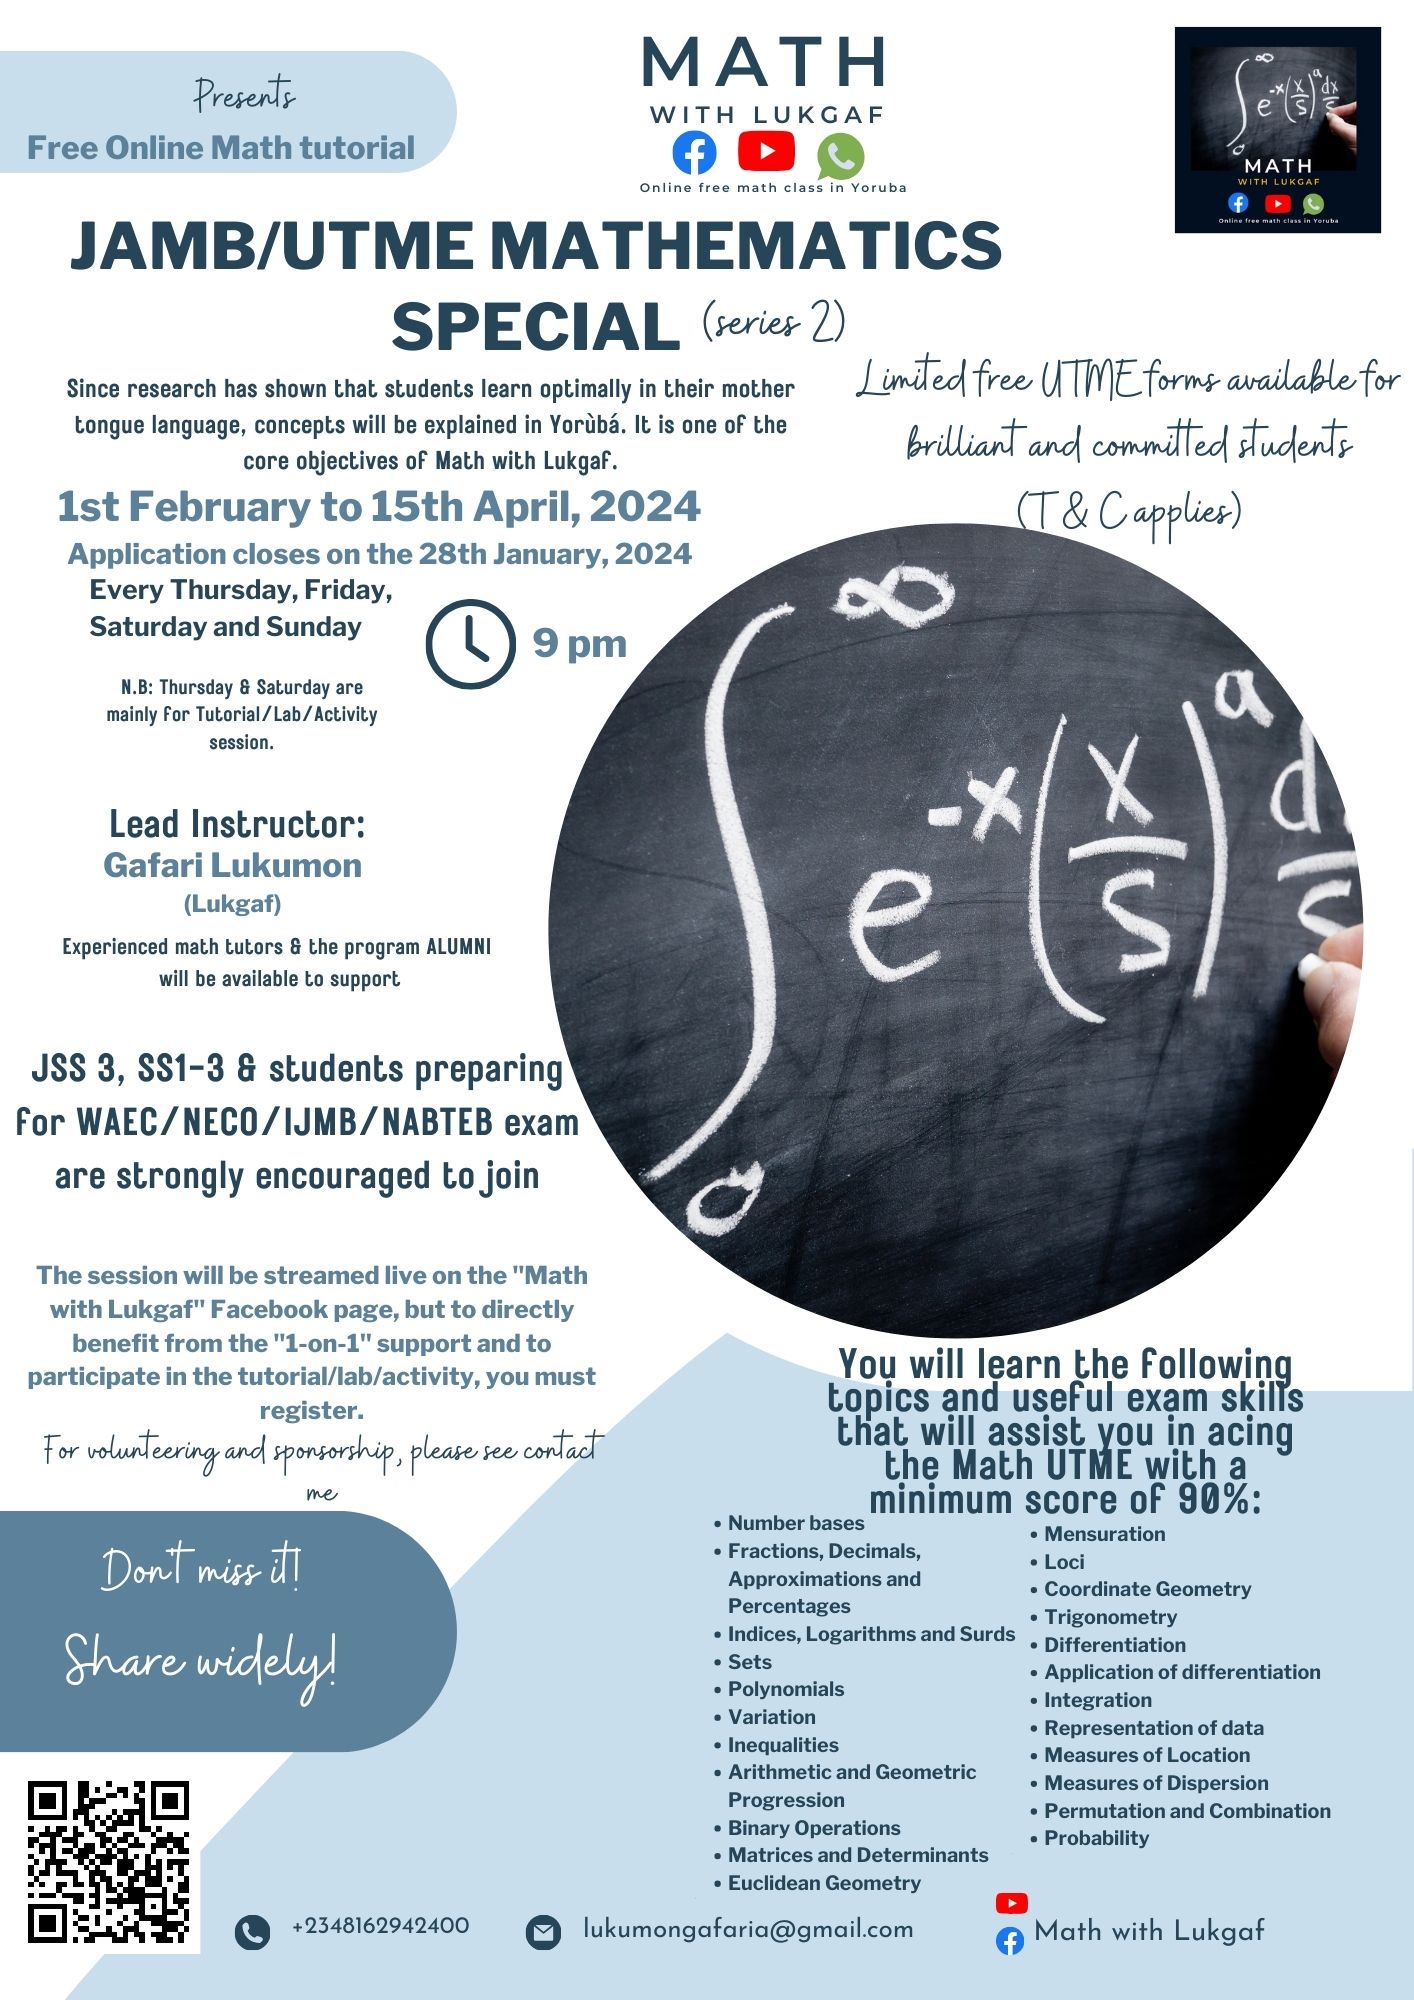 Presents
Free Online Math tutorial
MATH
WITH LUKGAF
Online free math class in Yoruba
∞
∫ e -x (x/s) a dx/s
0
MATH
WITH LUKGAF
Online free math class in Yoruba
JAMB/UTME MATHEMATICS
SPECIAL (series 2)
Since research has shown that students learn optimally in their mother
tongue language, concepts will be explained in Yorùbá. It is one of the
core objectives of Math with Lukgaf.
Limited free UTME forms available for
brilliant and committed students
(T & C applies)
1st February to 15th April, 2024
Application closes on the 28th January, 2024
Every Thursday, Friday,
Saturday and Sunday
9 pm
N.B: Thursday & Saturday are
mainly for Tutorial/Lab/Activity
session.
∞
∫ e -x (x/s) a d
s
0
Lead Instructor:
Gafari Lukumon
(Lukgaf)
Experienced math tutors & the program ALUMNI
will be available to support
JSS 3, SS1-3 & students preparing
for WAEC/NECO/IJMB/NABTEB exam
are strongly encouraged to join
The session will be streamed live on the "Math
with Lukgaf" Facebook page, but to directly
benefit from the "1-on-1" support and to
participate in the tutorial/lab/activity, you must
register.
For volunteering and sponsorship, please see contact
me
Don't miss it!
Share widely!
You will learn the following
topics and useful exam skills
that will assist you in acing
the Math UTME with a
minimum score of 90%:
• Number bases
• Fractions, Decimals,
Approximations and
Percentages
• Indices, Logarithms and Surds
• Sets
• Polynomials
• Variation
• Inequalities
• Arithmetic and Geometric
Progression
• Binary Operations
• Matrices and Determinants
• Euclidean Geometry
• Mensuration
• Loci
• Coordinate Geometry
• Trigonometry
• Differentiation
• Application of differentiation
• Integration
• Representation of data
• Measures of Location
• Measures of Dispersion
• Permutation and Combination
• Probability
+2348162942400
lukumongafaria@gmail.com
Math with Lukgaf